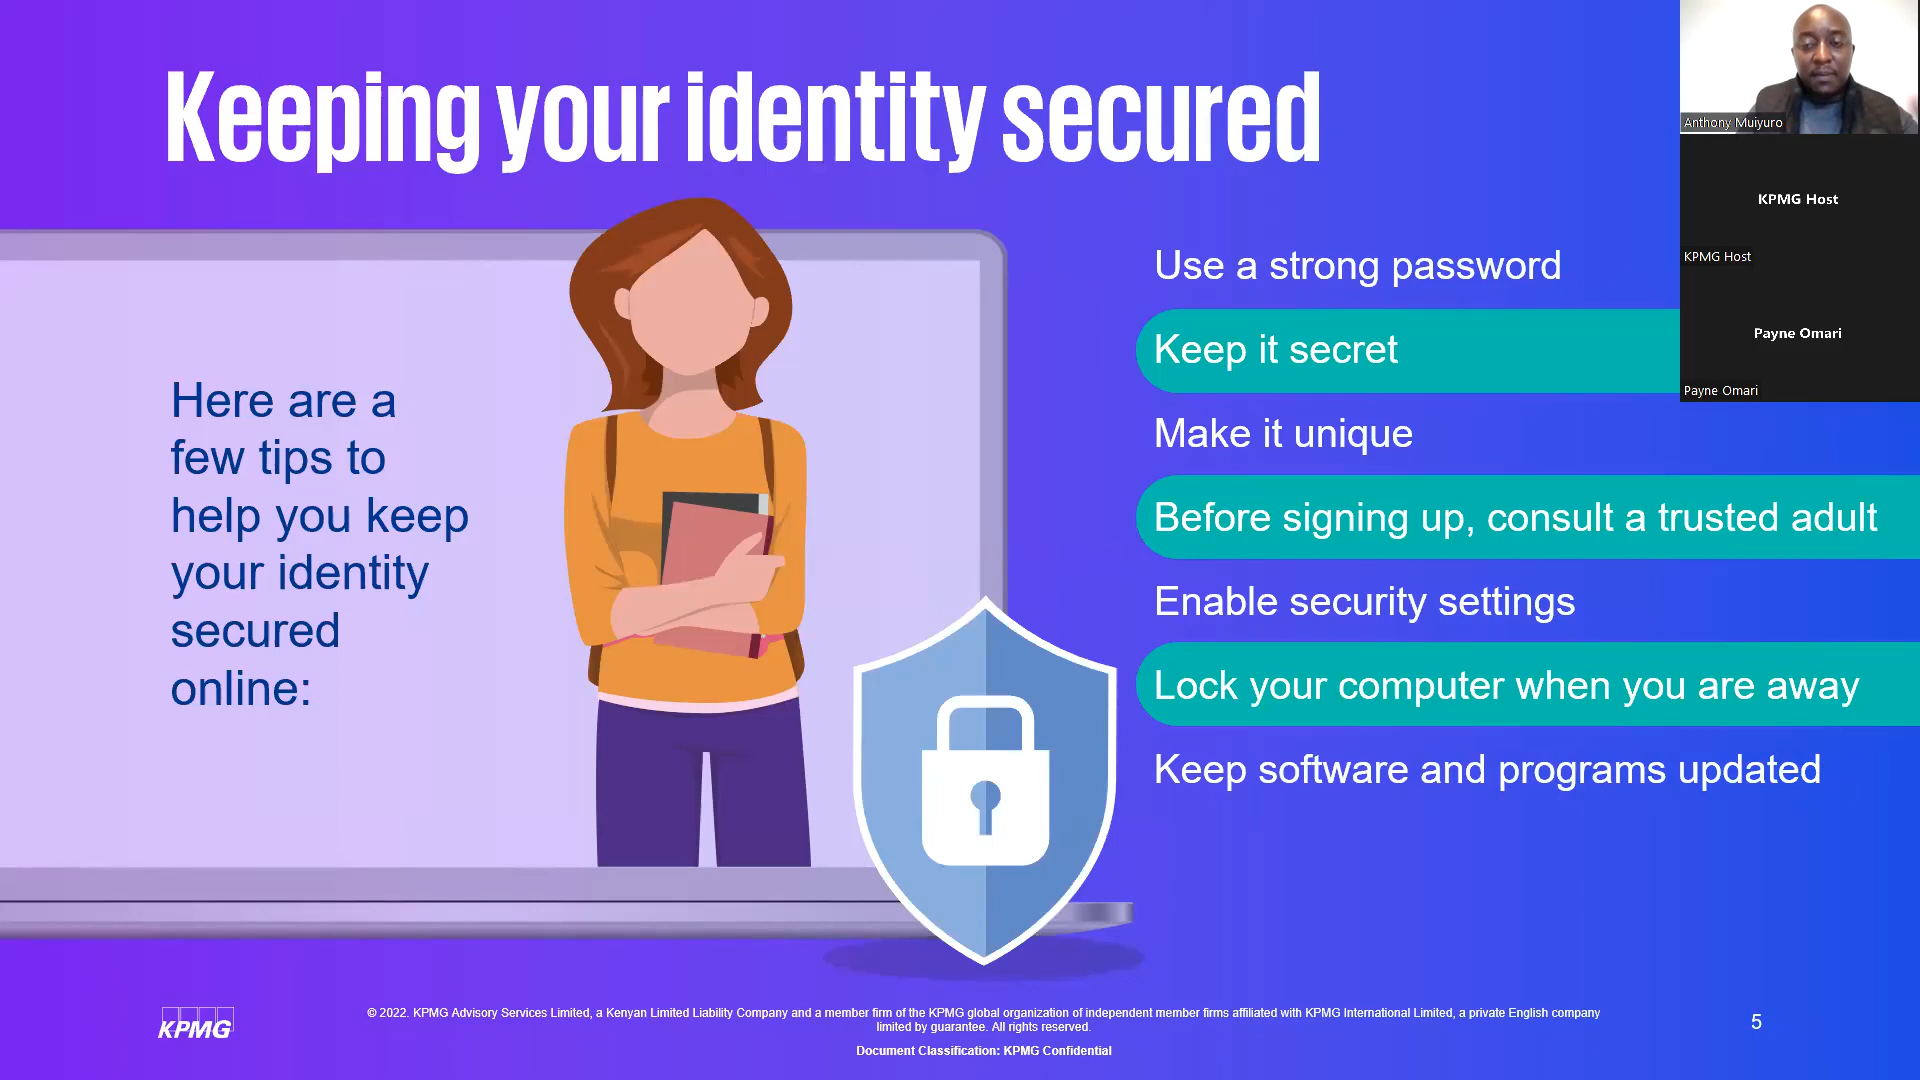 Keeping your identity secured
Here are a
few tips to
help you keep
your identity
secured
online:
Use a strong password
Keep it secret
Make it unique
Before signing up, consult a trusted adult
Enable security settings
Lock your computer when you are away
Keep software and programs updated
Anthony Muiyuro
KPMG Host
KPMG Host
Payne Omari
Payne Omari
KPMG
© 2022. KPMG Advisory Services Limited, a Kenyan Limited Liability Company and a member firm of the KPMG global organization of independent member firms affiliated with KPMG International Limited, a private English company
limited by guarantee. All rights reserved.
Document Classification: KPMG Confidential
5